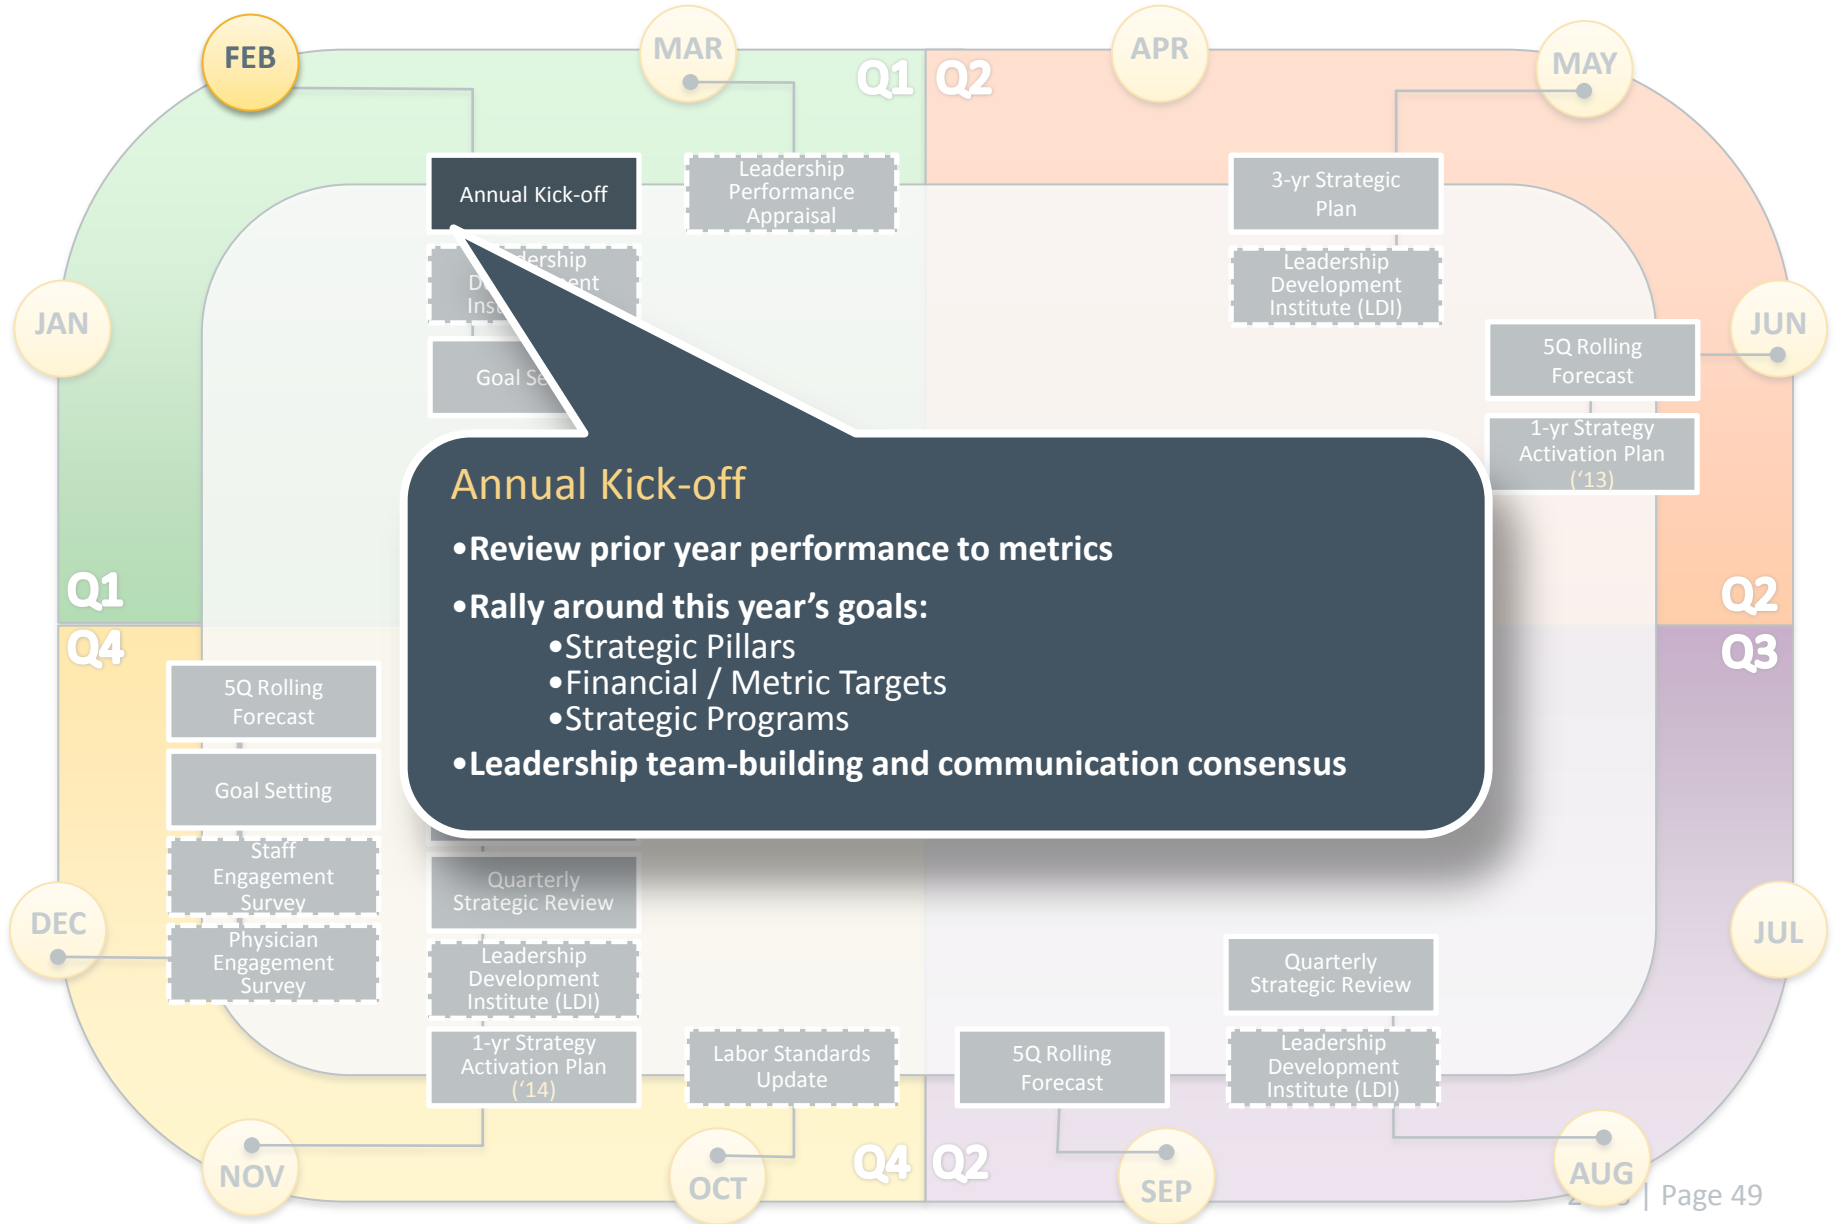 FEB
MAR
APR
MAY
Q1
Q2
Annual Kick-off
Leadership
Performance
Appraisal
3-yr Strategic
Plan
Leadership
Development
Institute (LDI)
JAN
JUN
Goal
5Q Rolling
Forecast
1-yr Strategy
Activation Plan
(‘13)
Annual Kick-off
•Review prior year performance to metrics
•Rally around this year’s goals:
•Strategic Pillars
•Financial / Metric Targets
•Strategic Programs
•Leadership team-building and communication consensus
Q1
Q2
Q4
Q3
5Q Rolling
Forecast
Goal Setting
Staff
Engagement
Survey
Physician
Engagement
Survey
DEC
Quarterly
Strategic Review
Leadership
Development
Institute (LDI)
1-yr Strategy
Activation Plan
(‘14)
Labor Standards
Update
5Q Rolling
Forecast
Quarterly
Strategic Review
Leadership
Development
Institute (LDI)
JUL
NOV
OCT
Q4
Q2
SEP
AUG
| Page 49